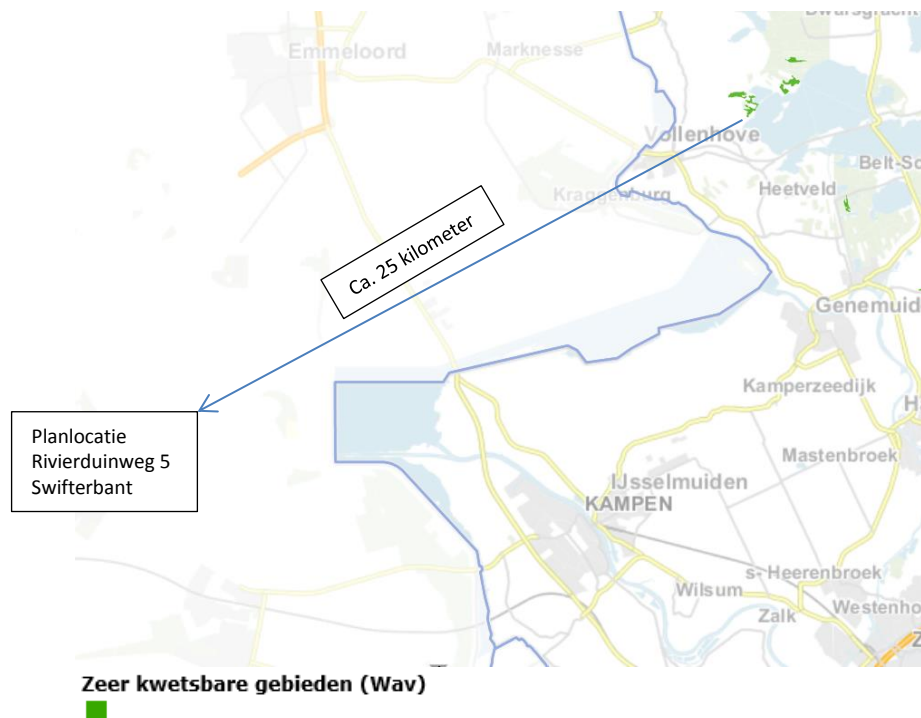 Dwarsgracht
Emmeloord
Marknesse
Vollenhove
Belt-Sc
Heetveld
Kraggenburg
Ca. 25 kilometer
Genemuid
Kamperzeedijk
H
Planlocatie
Rivierduinweg 5
Swifterbant
Mastenbroek
IJsselmuiden
KAMPEN
s- Heerenbroek
Wilsum
Westenho
Zalk
Z
Zeer kwetsbare gebieden (Wav)